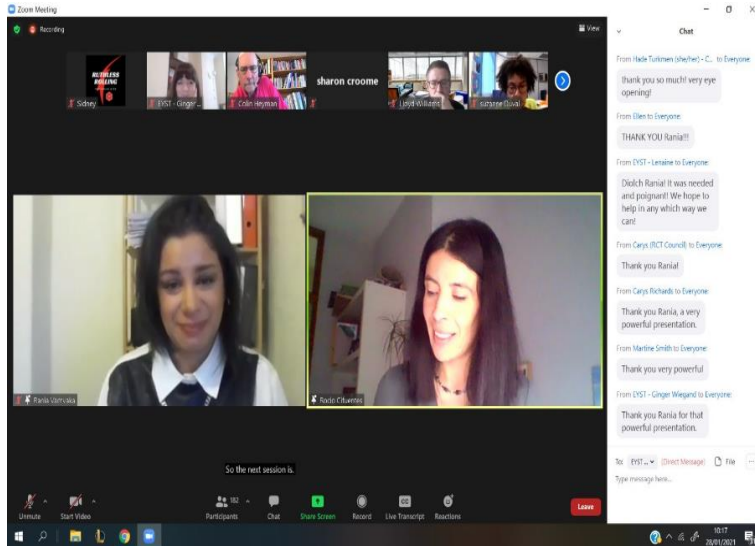 Zoom Meeting
Recording
View
RUTHLESS
ROLLING
Sidney
EYST - Ginger ...
Colin Heyman
sharon croome
Lloyd Williams
suzanne Duval
Rania Vamvaka
Rocio Cifuentes
So the next session is.
Unmute
Start Video
182
Participants
Chat
Share Screen
Record
CC
Live Transcript
Reactions
Leave
Chat
From Hade Turkmen (she/her) - C... to Everyone:
thank you so much! very eye
opening!
From Ellen to Everyone:
THANK YOU Rania!!!
From EYST - Lenaine to Everyone:
Diolch Rania! It was needed
and poignant!! We hope to
help in any which way we
can!
From Carys (RCT Council) to Everyone:
Thank you Rania!
From Carys Richards to Everyone:
Thank you Rania, a very
powerful presentation.
From Martine Smith to Everyone:
Thank you very powerful
From EYST - Ginger Wiegand to Everyone:
Thank you Rania for that
powerful presentation.
To: EYST ... (Direct Message) File
Type message here...
10:17
28/01/2021